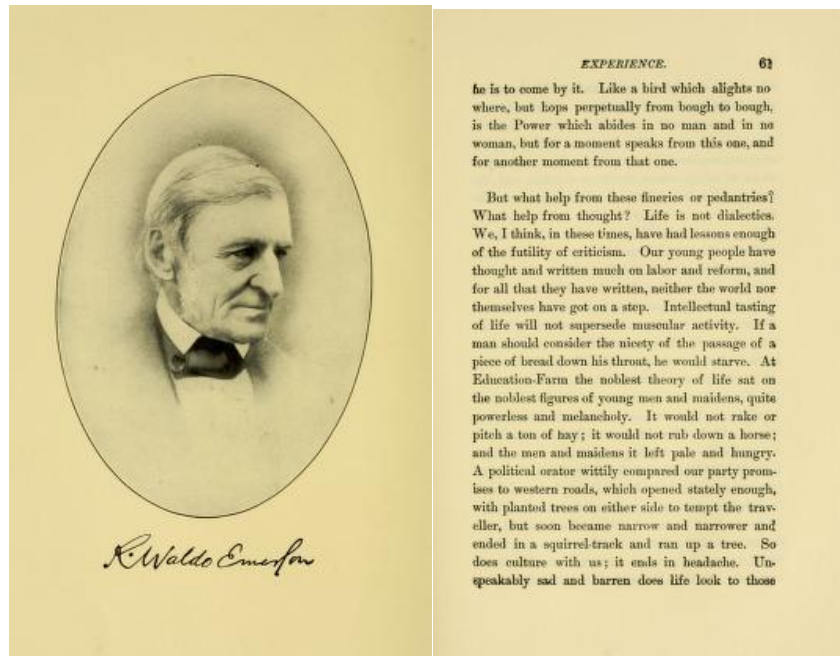 R. Waldo Emerson
EXPERIENCE. 61
he is to come by it. Like a bird which alights no
where, but hops perpetually from bough to bough,
is the Power which abides in no man and in no
woman, but for a moment speaks from this one, and
for another moment from that one.
But what help from these fineries or pedantries?
What help from thought? Life is not dialectics.
We, I think, in these times, have had lessons enough
of the futility of criticism. Our young people have
thought and written much on labor and reform, and
for all that they have written, neither the world nor
themselves have got on a step. Intellectual tasting
of life will not supersede muscular activity. If a
man should consider the nicety of the passage of a
piece of bread down his throat, he would starve. At
Education-Farm the noblest theory of life sat on
the noblest figures of young men and maidens, quite
powerless and melancholy. It would not rake or
pitch a ton of hay; it would not rub down a horse;
and the men and maidens it left pale and hungry.
A political orator wittily compared our party prom-
ises to western roads, which opened stately enough,
with planted trees on either side to tempt the trav-
eller, but soon became narrow and narrower and
ended in a squirrel-track and ran up a tree. So
does culture with us; it ends in headache. Un-
speakably sad and barren does life look to those